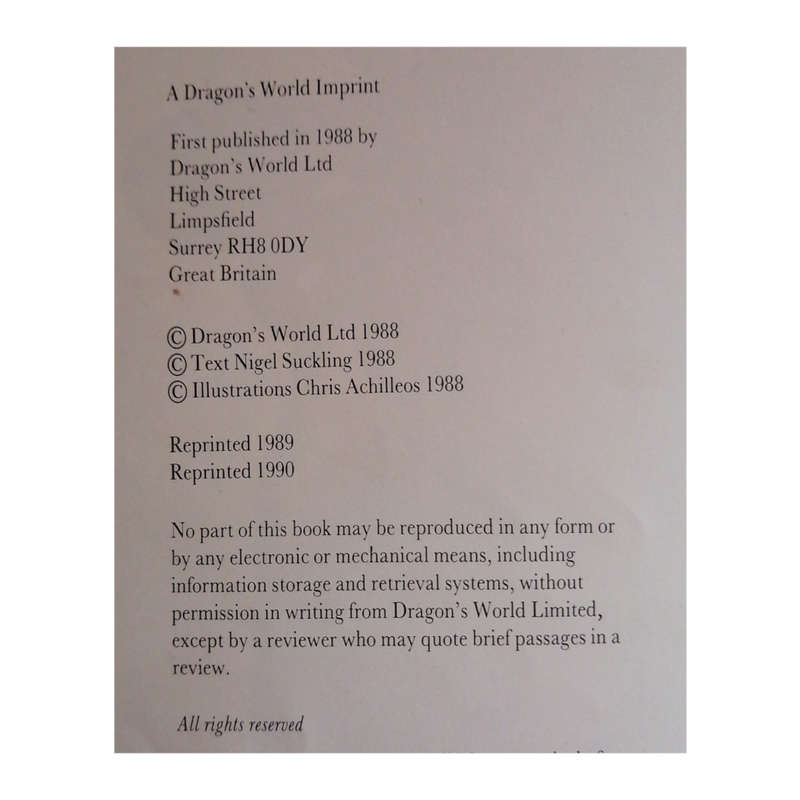 A Dragon's World Imprint
First published in 1988 by
Dragon's World Ltd
High Street
Limpsfield
Surrey RH8 0DY
Great Britain
© Dragon's World Ltd 1988
© Text Nigel Suckling 1988
© Illustrations Chris Achilleos 1988
Reprinted 1989
Reprinted 1990
No part of this book may be reproduced in any form or
by any electronic or mechanical means, including
information storage and retrieval systems, without
permission in writing from Dragon's World Limited,
except by a reviewer who may quote brief passages in a
review.
All rights reserved